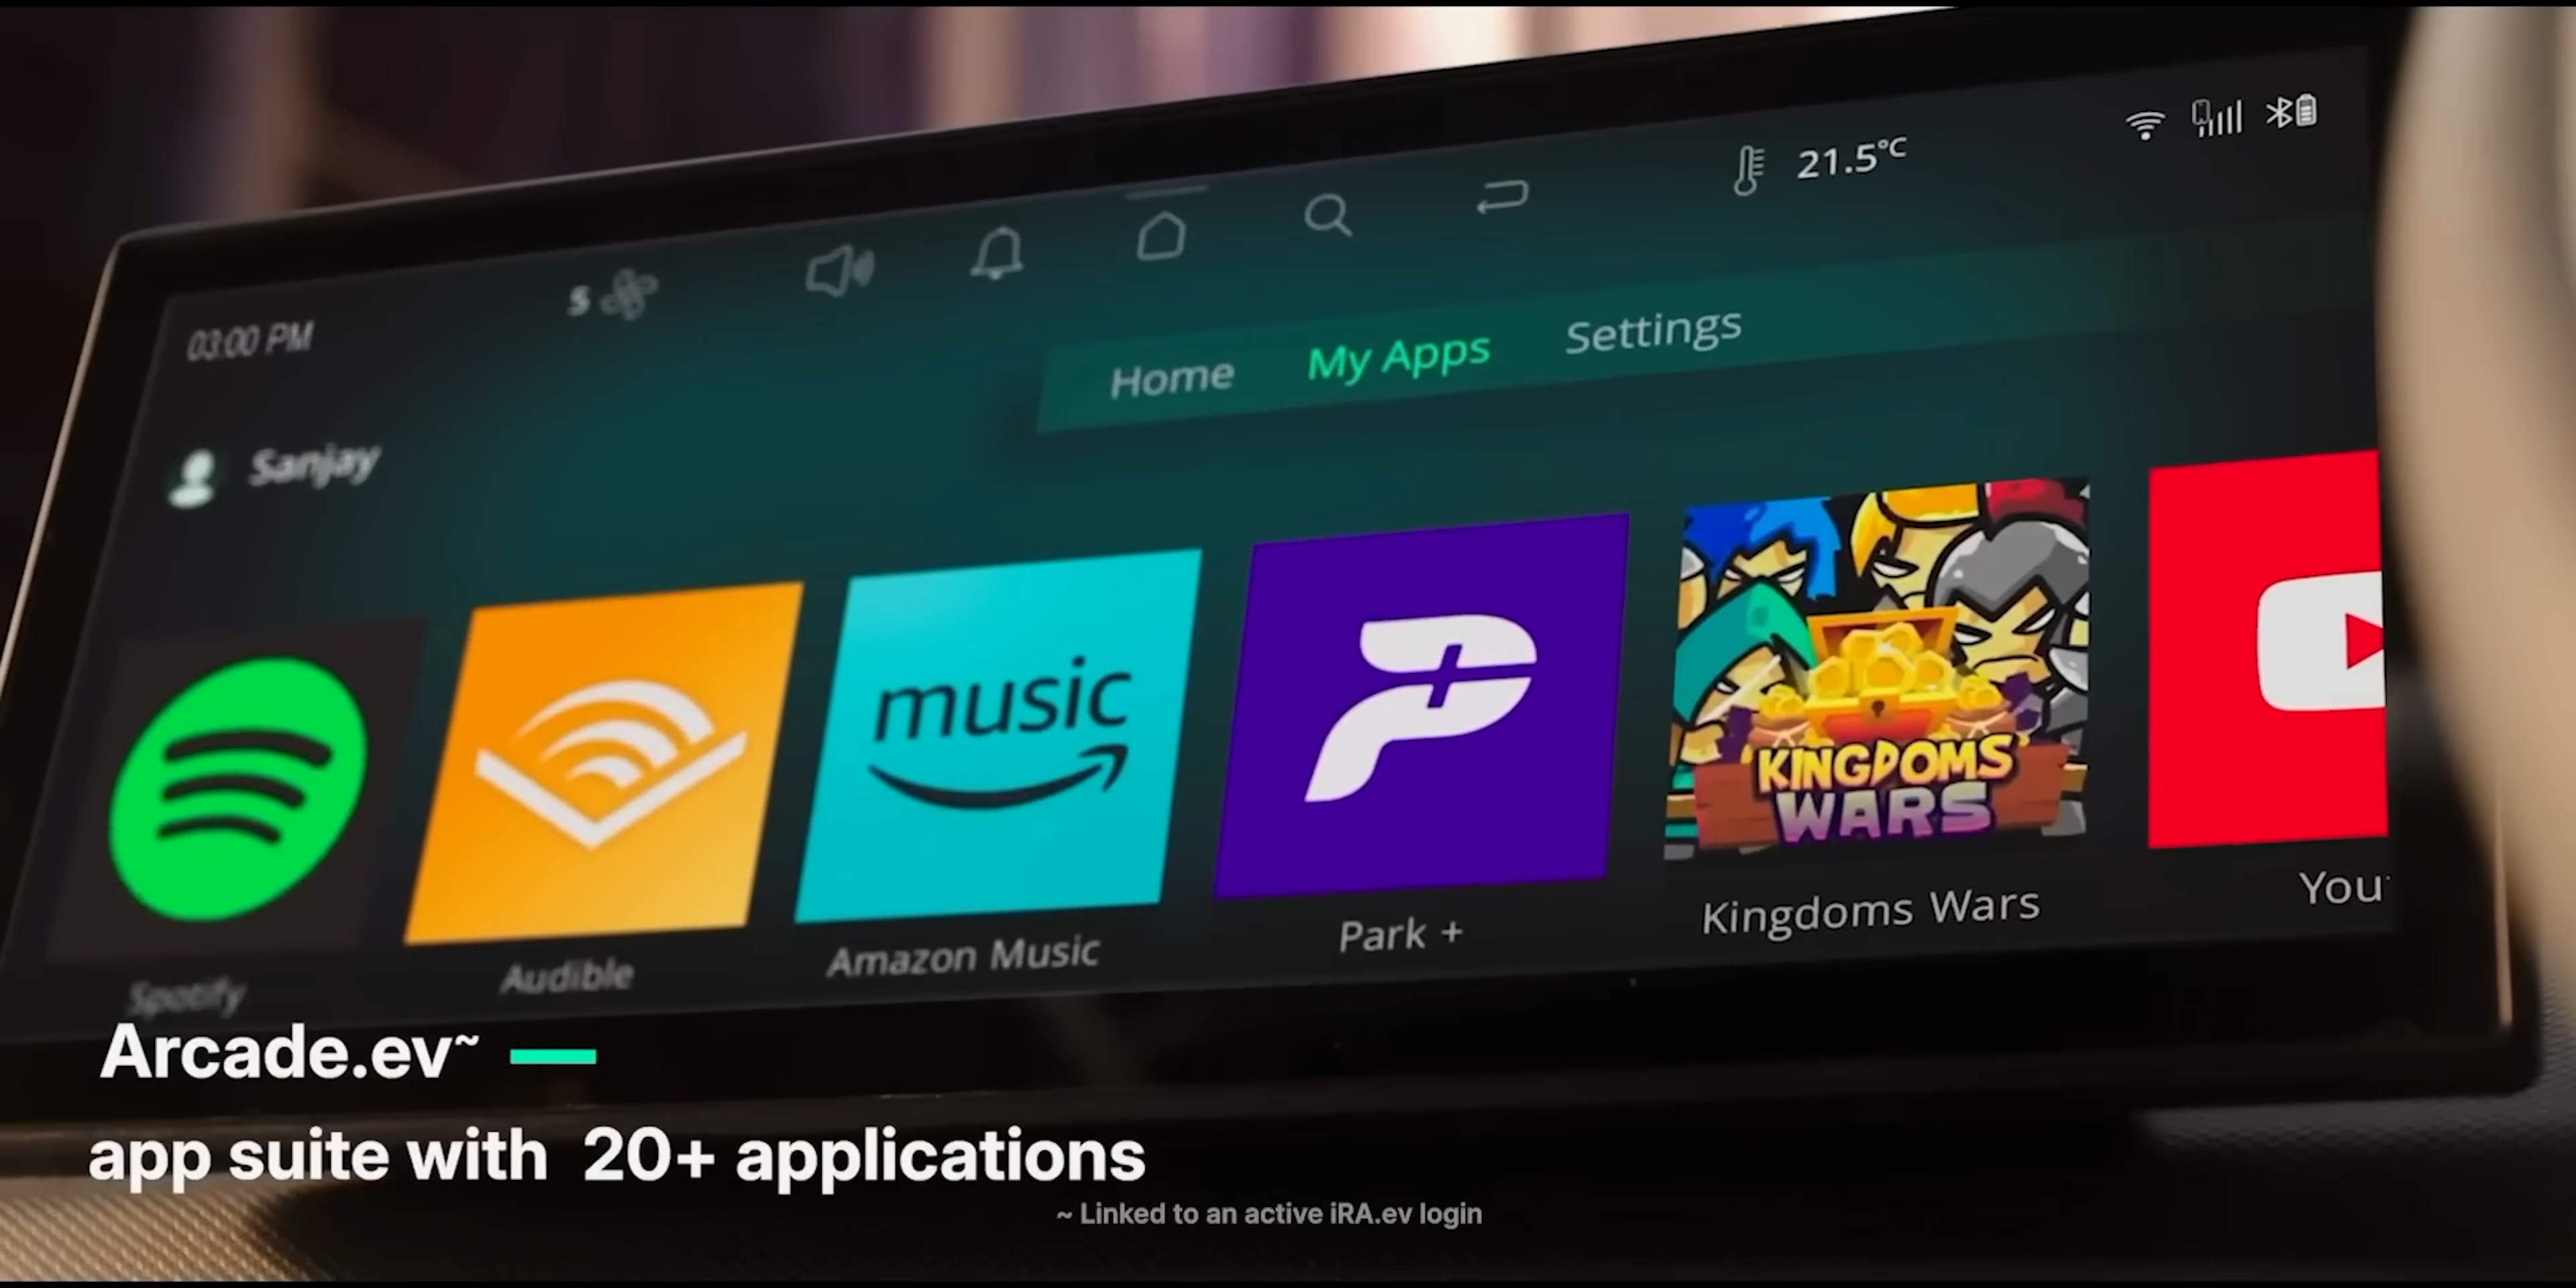 21.5°C
5
03:00 PM
Home My Apps Settings
Sanjay
music
KINGDOMS
WARS
Spotify Audible Amazon Music Park + Kingdoms Wars You
Arcade.ev~
app suite with 20+ applications
~ Linked to an active iRA.ev login